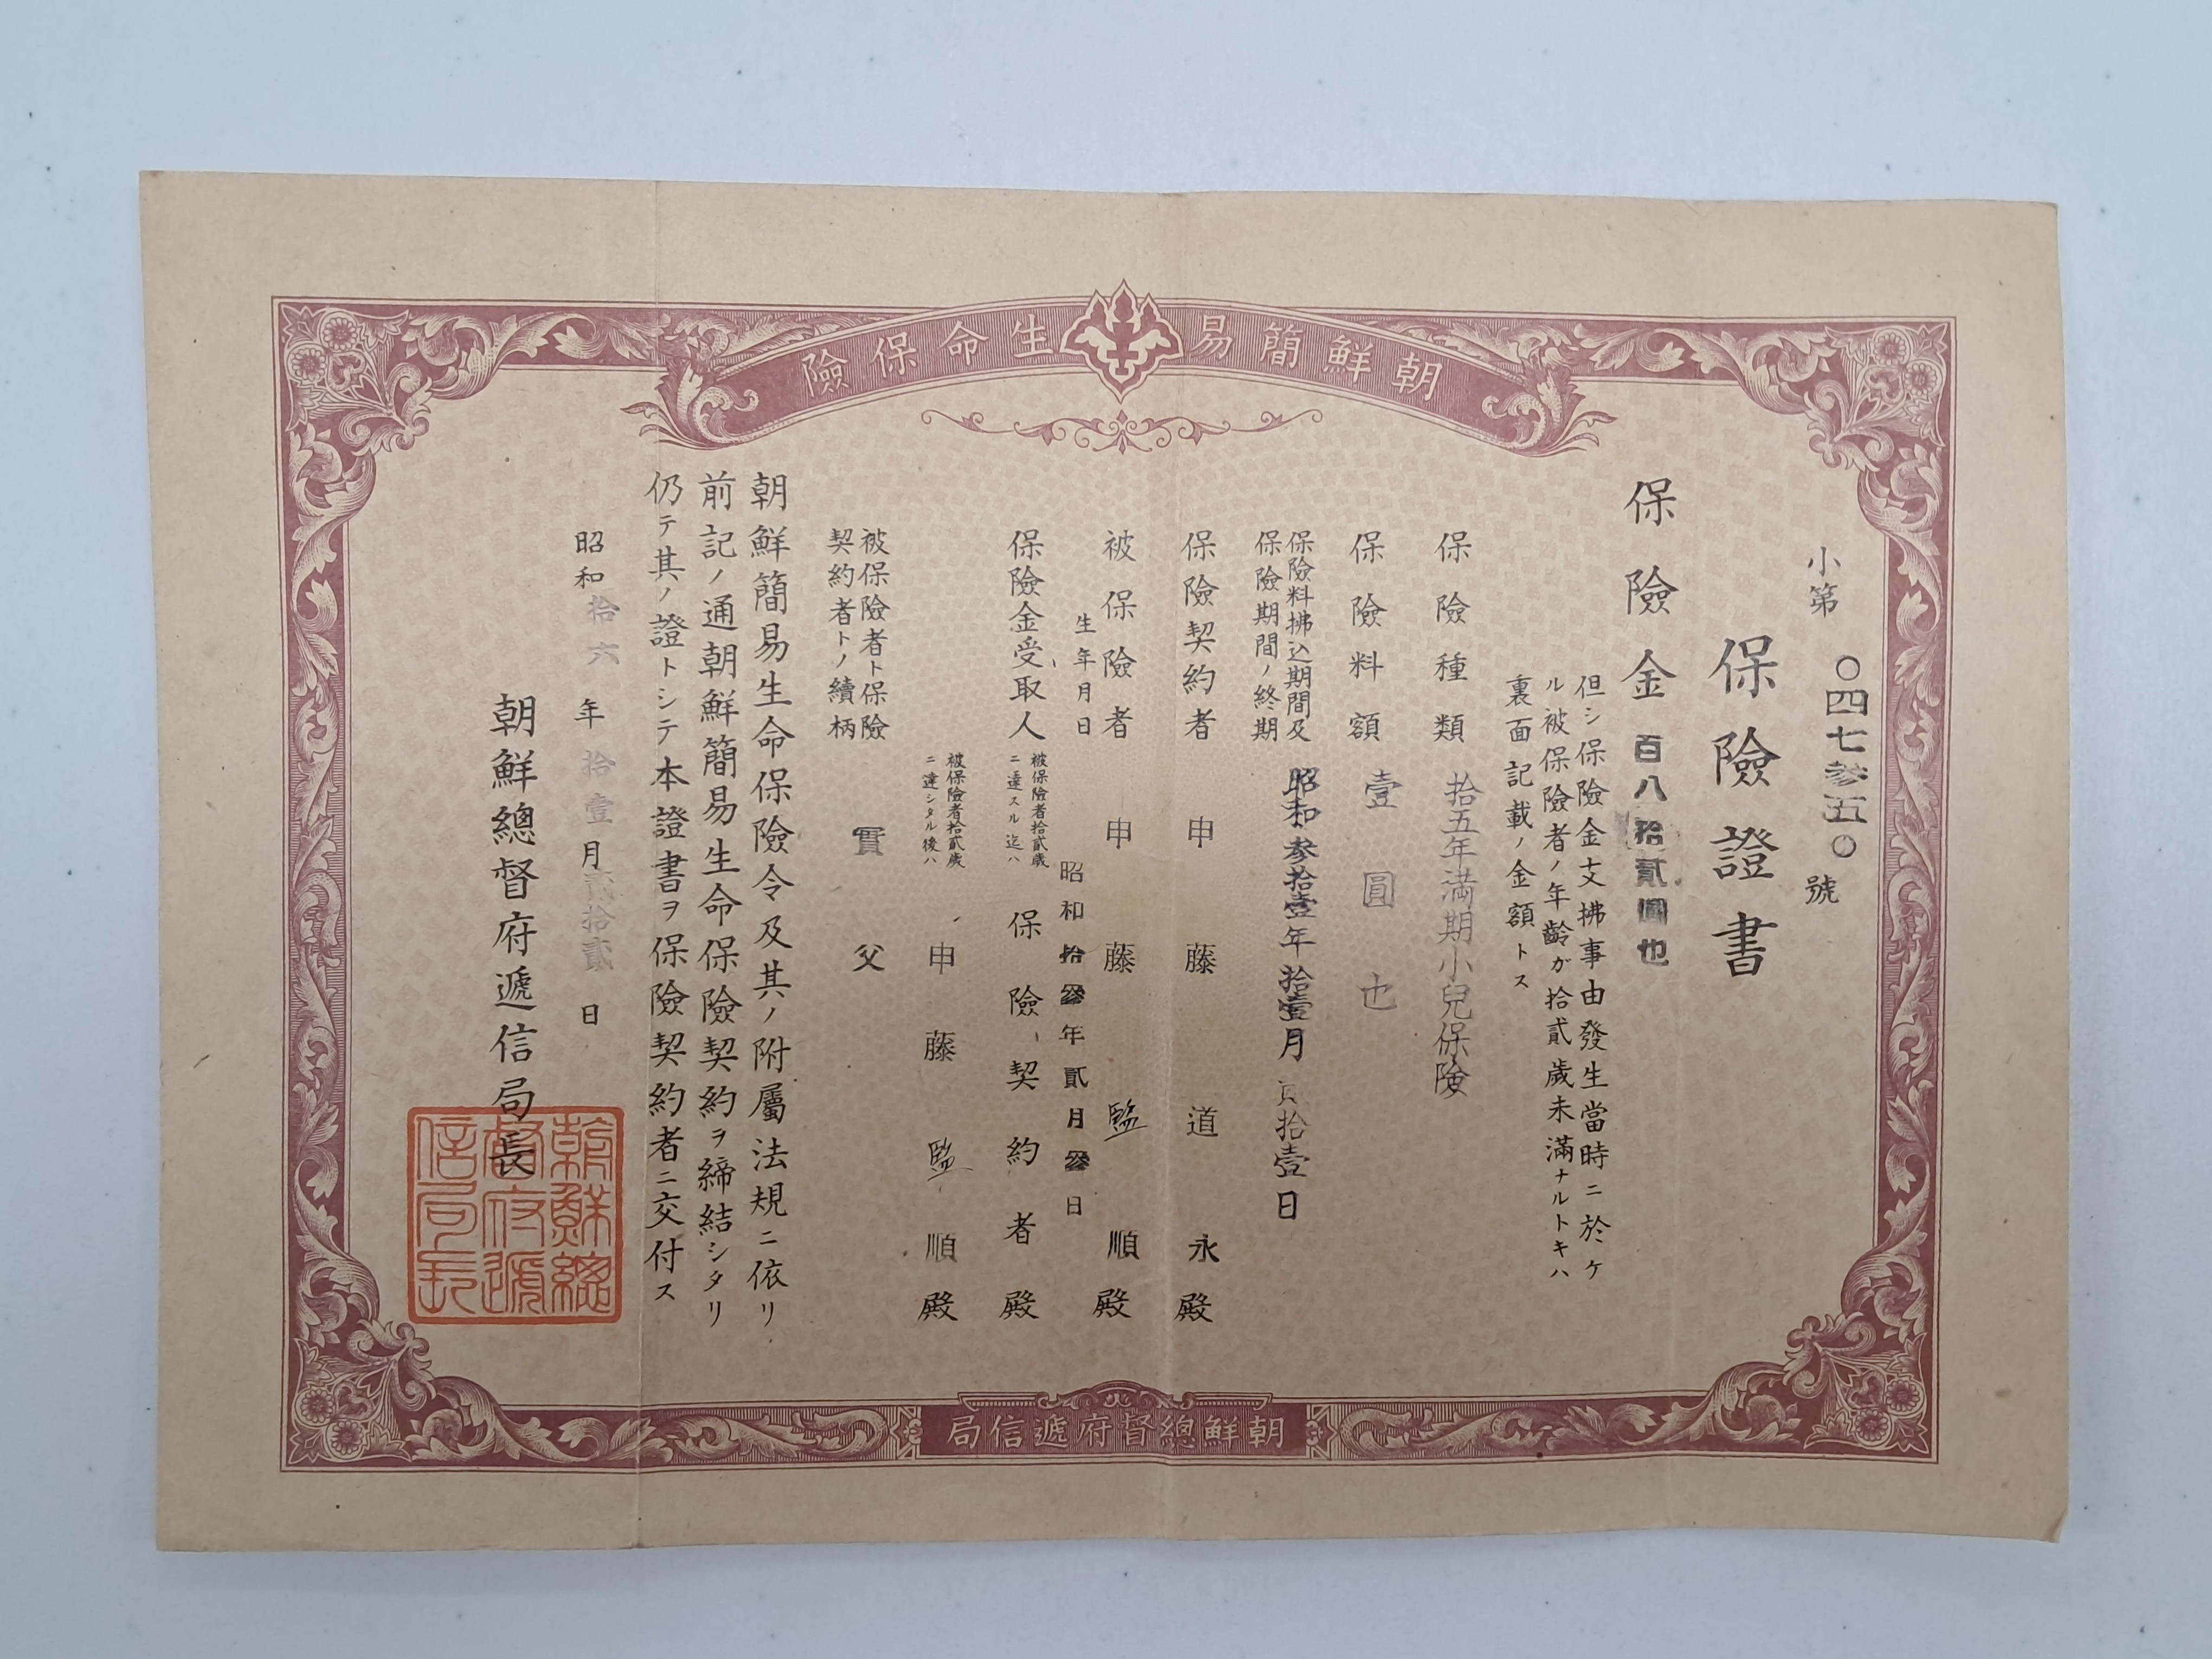 朝鮮簡易生命保險
小第〇四七參五〇號
保險證書
保險金百八拾貳圓也
但シ保險金支拂事由發生當時ニ於ケ
ル被保險者ノ年齡ガ拾貳歲未滿ナルトキハ
裏面記載ノ金額トス
保險種類 拾五年満期小兒保険
保險料額 壹圓也
保險料拂込期間及
保險期間ノ終期
昭和參拾壹年拾壹月貳拾壹日
保險契約者 申藤道永殿
被保險者 申藤監順殿
生年月日 昭和拾參年貳月參日
保險金受取人
被保險者拾貳歲
ニ達スル迄ハ
保險契約者殿
被保險者拾貳歲
ニ達シタル後ハ
申藤監順殿
被保險者ト保險
契約者トノ續柄
實父
朝鮮簡易生命保險令及其ノ附屬法規ニ依リ
前記ノ通朝鮮簡易生命保險契約ヲ締結シタリ
仍テ其ノ證トシテ本證書ヲ保險契約者ニ交付ス
昭和拾六年拾壹月貳拾貳日
朝鮮總督府遞信局長
朝鮮總
督府遞
信局長
朝鮮總督府遞信局